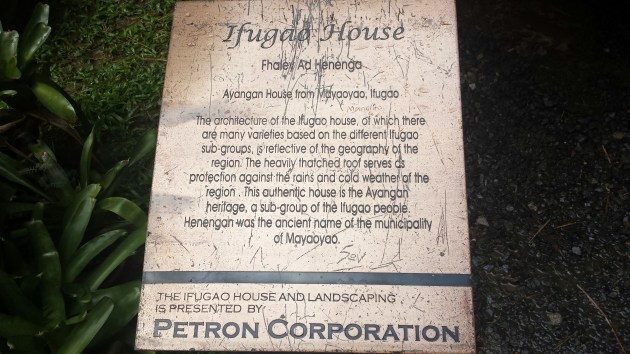 Ifugao House
Fhaley Ad Henenga
Ayangan House from Mayaoyao, Ifugao
The architecture of the Ifugao house, of which there
are many varieties based on the different Ifugao
sub-groups, is reflective of the geography of the
region. The heavily thatched roof serves as
protection against the rains and cold weather of the
region . This authentic house is the Ayangan
heritage, a sub-group of the Ifugao people.
Henengan was the ancient name of the municipality
of Mayaoyao.
THE IFUGAO HOUSE AND LANDSCAPING
IS PRESENTED BY
PETRON CORPORATION